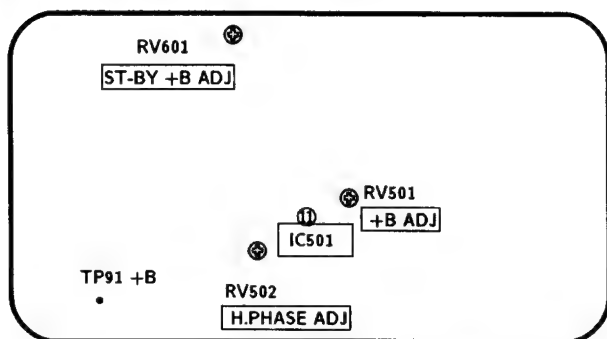 RV601
ST-BY +B ADJ
RV501
+B ADJ
11
IC501
TP91 +B
RV502
H.PHASE ADJ